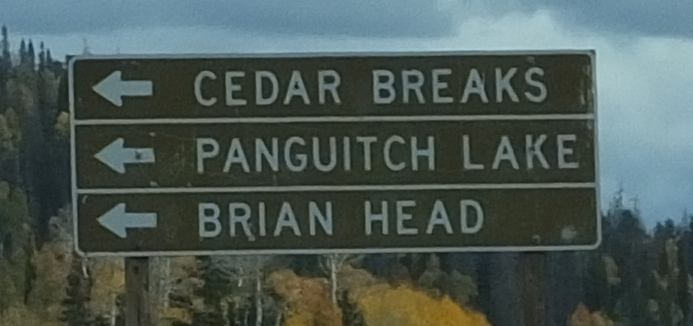 CEDAR BREAKS
PANGUITCH LAKE
BRIAN HEAD